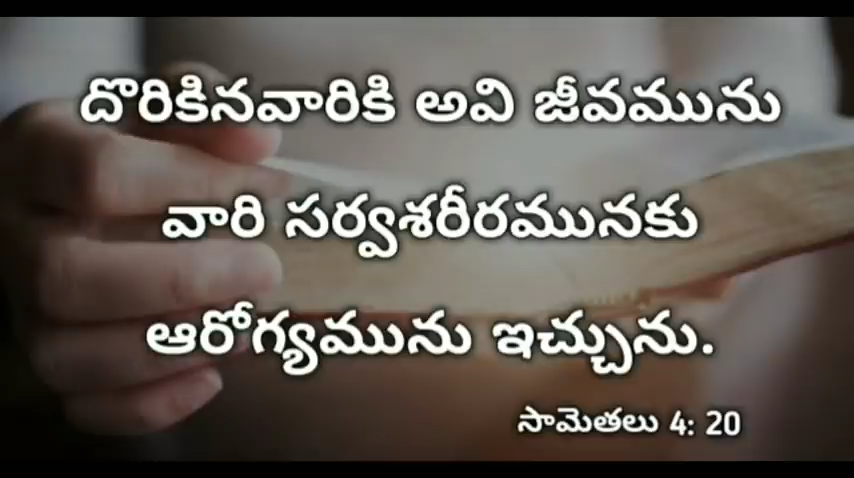 దొరికినవారికి అవి జీవమును
వారి సర్వశరీరమునకు
ఆరోగ్యమును ఇచ్చును.
సామెతలు 4: 20